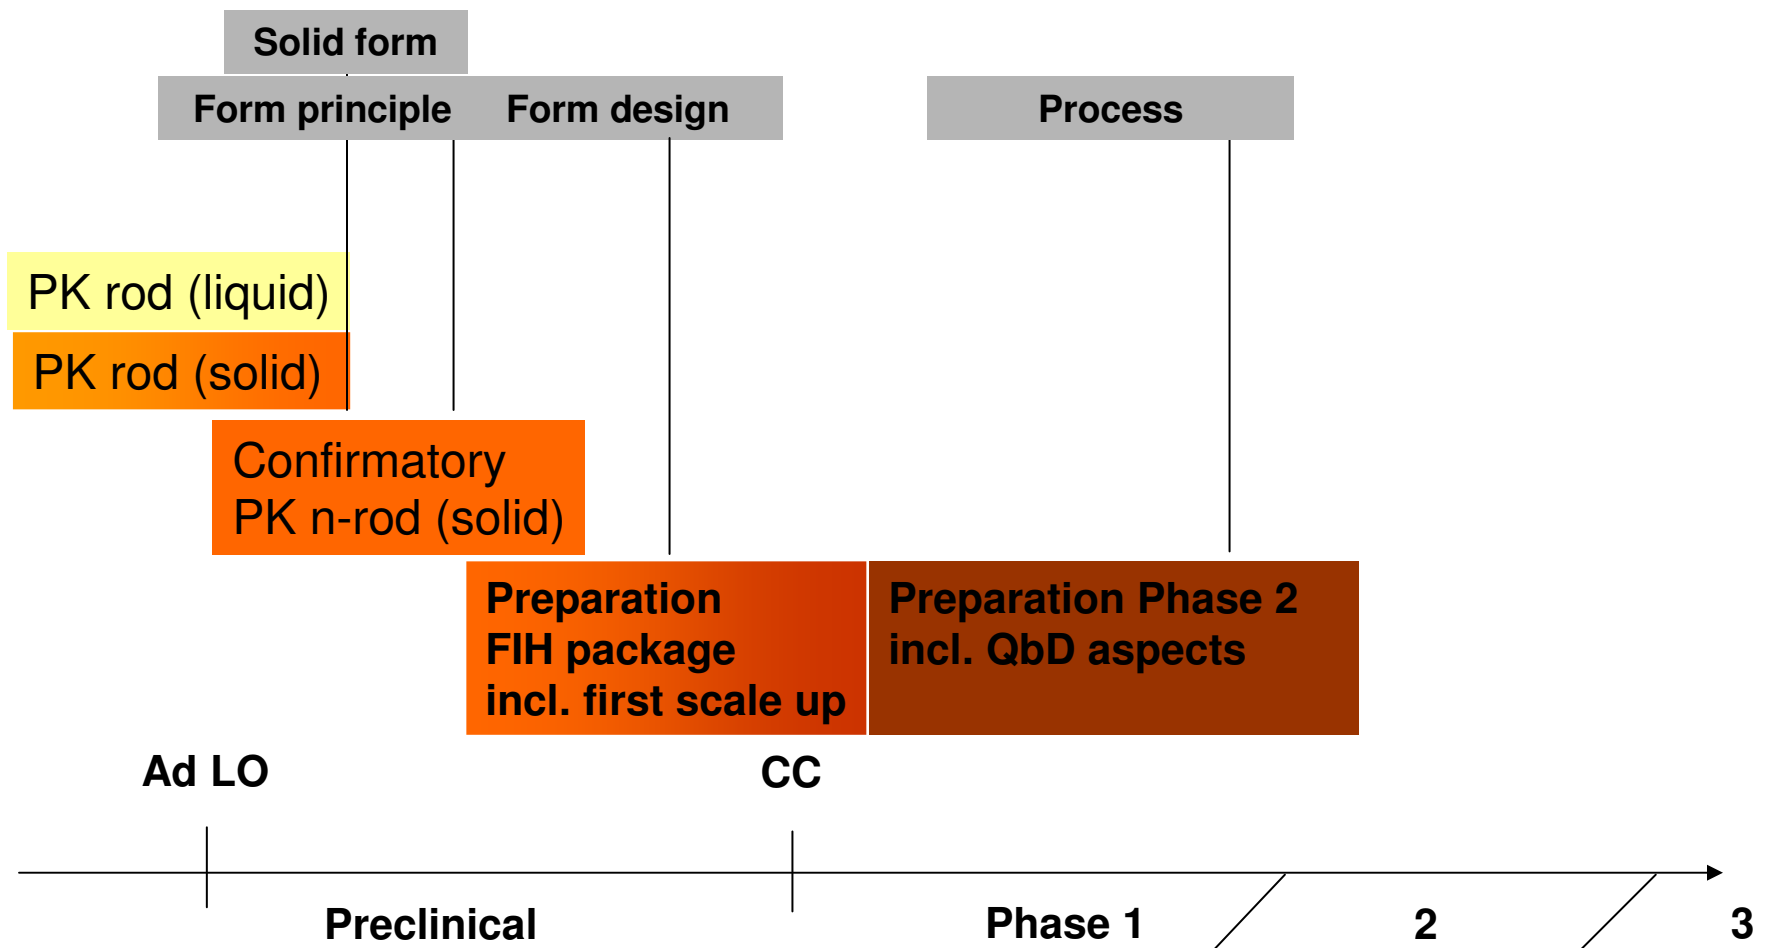 Solid form
Form principle
Form design
Process
PK rod (liquid)
PK rod (solid)
Confirmatory
PK n-rod (solid)
Preparation
FIH package
incl. first scale up
Preparation Phase 2
incl. QbD aspects
Ad LO
CC
Preclinical
Phase 1
2
3